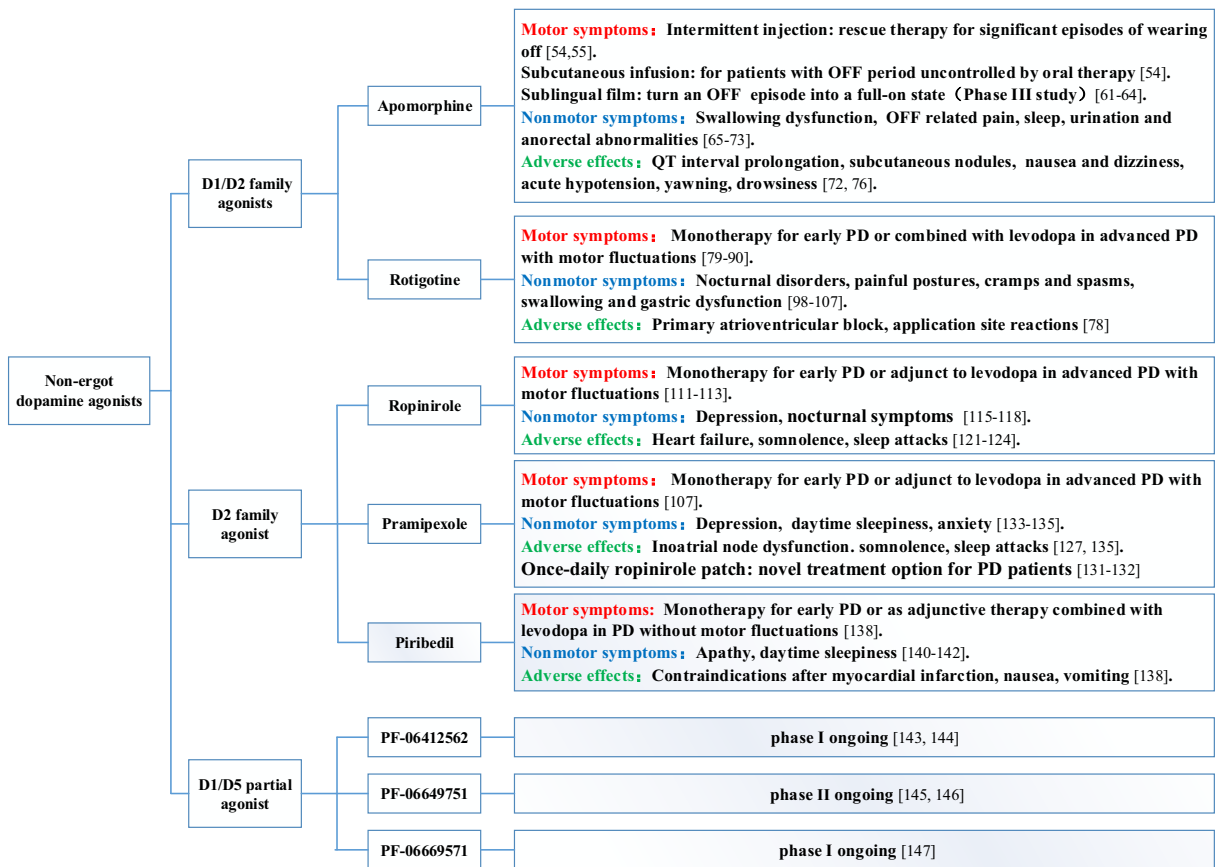 Non-ergot
dopamine agonists
D1/D2 family
agonists
Apomorphine
Motor symptoms： Intermittent injection: rescue therapy for significant episodes of wearing
off [54,55].
Subcutaneous infusion: for patients with OFF period uncontrolled by oral therapy [54].
Sublingual film: turn an OFF episode into a full-on state（Phase III study）[61-64].
Nonmotor symptoms：Swallowing dysfunction, OFF related pain, sleep, urination and
anorectal abnormalities [65-73].
Adverse effects：QT interval prolongation, subcutaneous nodules, nausea and dizziness,
acute hypotension, yawning, drowsiness [72, 76].
Rotigotine
Motor symptoms： Monotherapy for early PD or combined with levodopa in advanced PD
with motor fluctuations [79-90].
Nonmotor symptoms：Nocturnal disorders, painful postures, cramps and spasms,
swallowing and gastric dysfunction [98-107].
Adverse effects：Primary atrioventricular block, application site reactions [78]
D2 family
agonist
Ropinirole
Motor symptoms：Monotherapy for early PD or adjunct to levodopa in advanced PD with
motor fluctuations [111-113].
Nonmotor symptoms：Depression, nocturnal symptoms [115-118].
Adverse effects：Heart failure, somnolence, sleep attacks [121-124].
Pramipexole
Motor symptoms： Monotherapy for early PD or adjunct to levodopa in advanced PD with
motor fluctuations [107].
Nonmotor symptoms：Depression, daytime sleepiness, anxiety [133-135].
Adverse effects：Inoatrial node dysfunction. somnolence, sleep attacks [127, 135].
Once-daily ropinirole patch: novel treatment option for PD patients [131-132]
Piribedil
Motor symptoms: Monotherapy for early PD or as adjunctive therapy combined with
levodopa in PD without motor fluctuations [138].
Nonmotor symptoms：Apathy, daytime sleepiness [140-142].
Adverse effects：Contraindications after myocardial infarction, nausea, vomiting [138].
D1/D5 partial
agonist
PF-06412562
phase I ongoing [143, 144]
PF-06649751
phase II ongoing [145, 146]
PF-06669571
phase I ongoing [147]